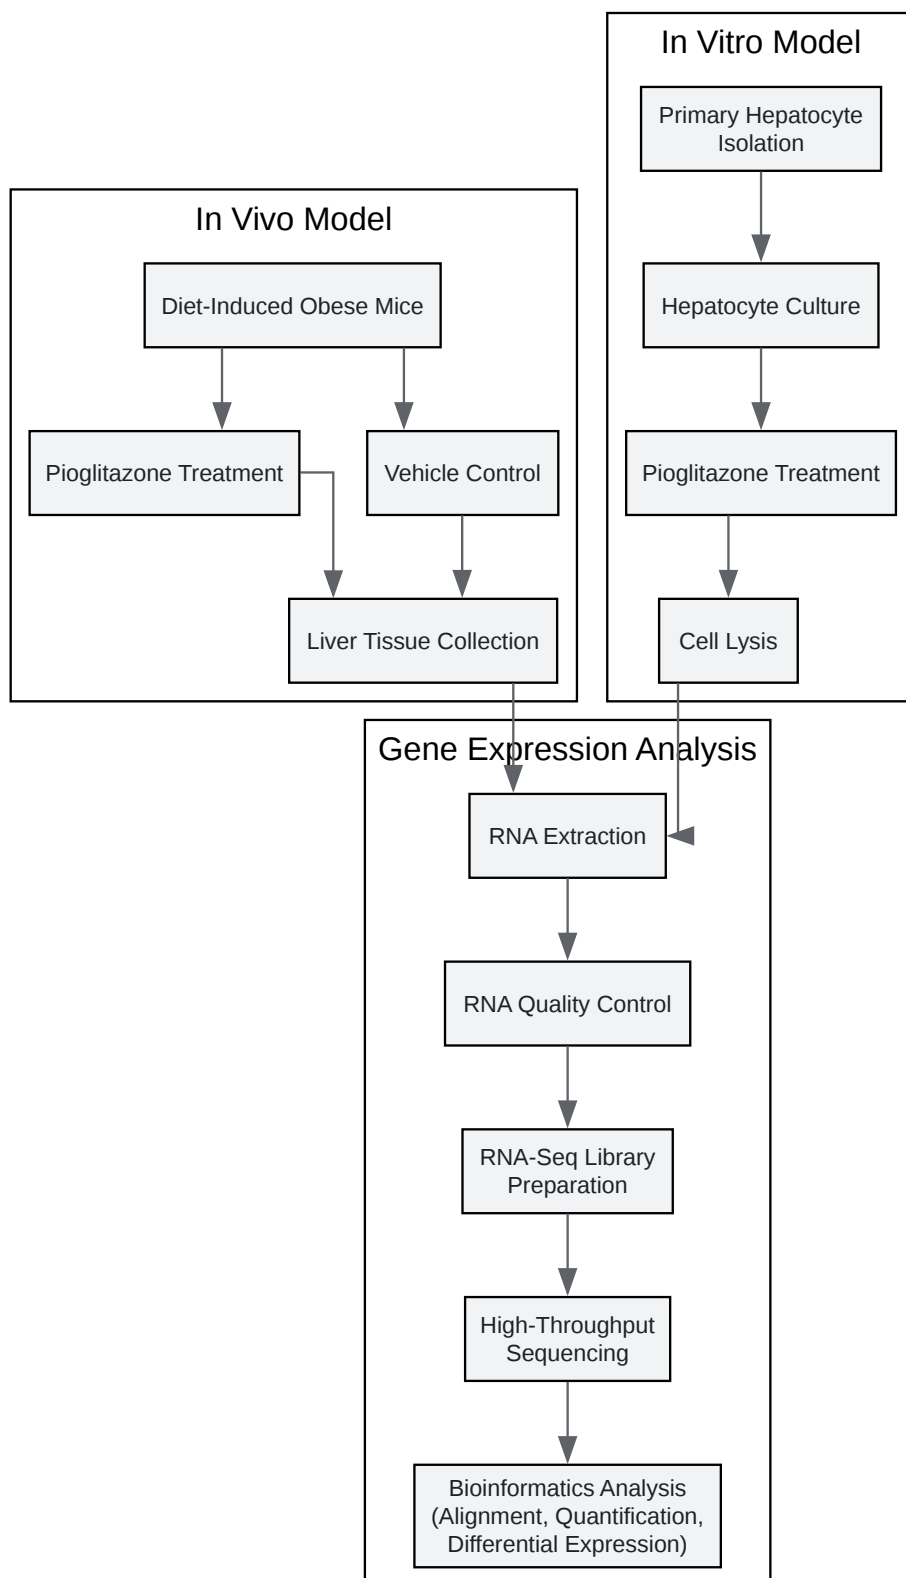 In Vitro Model
Primary Hepatocyte
Isolation
Hepatocyte Culture
Pioglitazone Treatment
Cell Lysis
In Vivo Model
Diet-Induced Obese Mice
Pioglitazone Treatment
Vehicle Control
Liver Tissue Collection
Gene Expression Analysis
RNA Extraction
RNA Quality Control
RNA-Seq Library
Preparation
High-Throughput
Sequencing
Bioinformatics Analysis
(Alignment, Quantification,
Differential Expression)